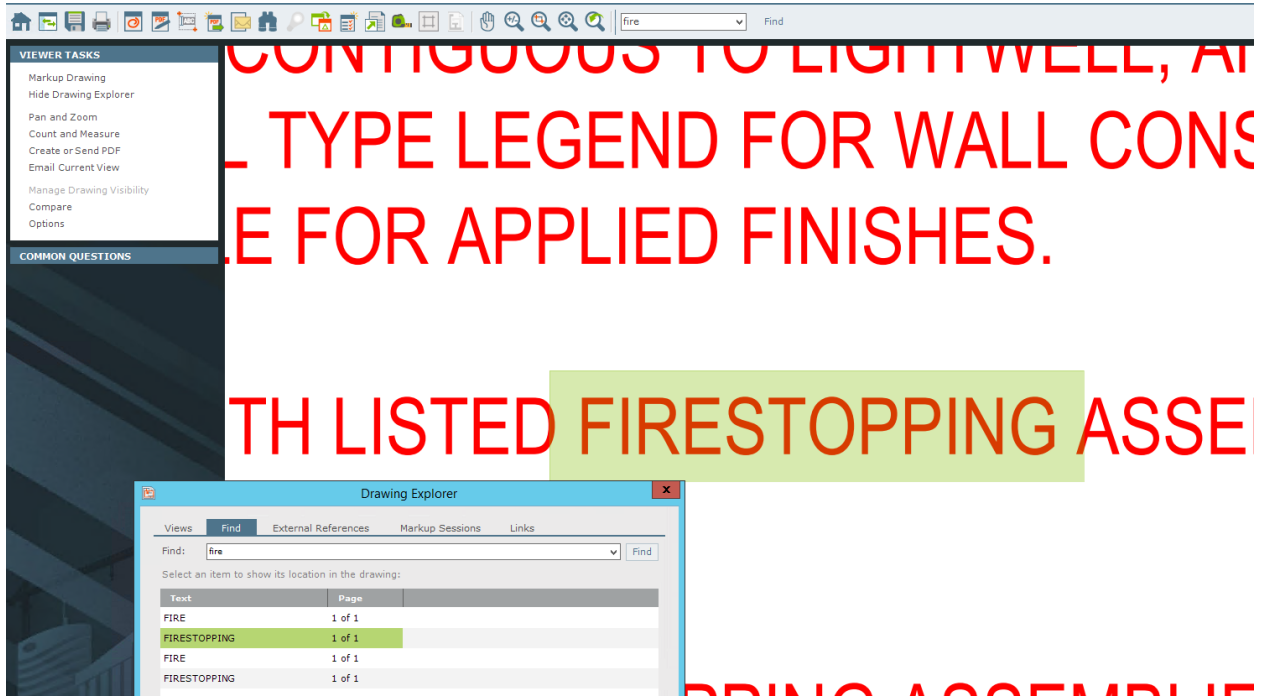 fire Find
VIEWER TASKS
Markup Drawing
Hide Drawing Explorer
Pan and Zoom
Count and Measure
Create or Send PDF
Email Current View
Manage Drawing Visibility
Compare
Options
COMMON QUESTIONS
CONTIGUOUS TO LIGHTWELL,
TYPE LEGEND FOR WALL CONS
E FOR APPLIED FINISHES.
TH LISTED FIRESTOPPING ASSE
Drawing Explorer
x
Views Find External References Markup Sessions Links
Find: fire Find
Select an item to show its location in the drawing:
Text Page
FIRE 1 of 1
FIRESTOPPING 1 of 1
FIRE 1 of 1
FIRESTOPPING 1 of 1
PPING ASSEMBLIE